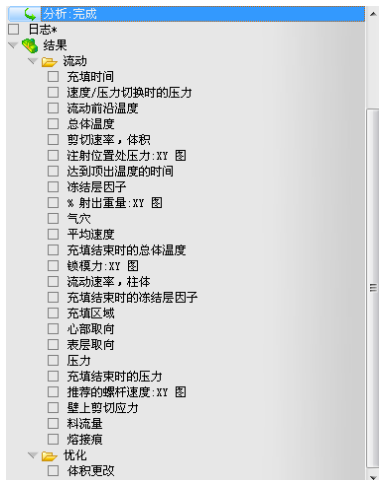 分析:完成
日志*
结果
流动
充填时间
速度/压力切换时的压力
流动前沿温度
总体温度
剪切速率,体积
注射位置处压力:XY 图
达到顶出温度的时间
冻结层因子
% 射出重量:XY 图
气穴
平均速度
充填结束时的总体温度
锁模力:XY 图
流动速率,柱体
充填结束时的冻结层因子
充填区域
心部取向
表层取向
压力
充填结束时的压力
推荐的螺杆速度:XY 图
壁上剪切应力
料流量
熔接痕
优化
体积更改